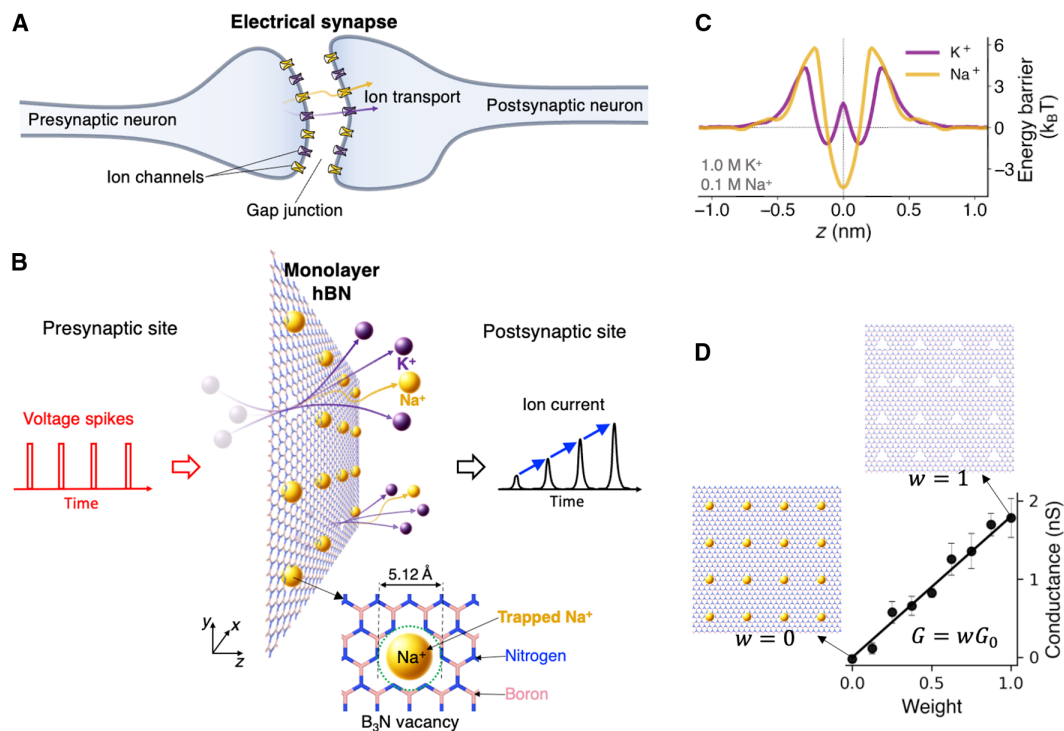 A
Electrical synapse
Presynaptic neuron
Ion transport
Postsynaptic neuron
Ion channels
Gap junction
B
Monolayer
hBN
Presynaptic site
Postsynaptic site
K⁺
Na⁺
Voltage spikes
Time
Ion current
Time
5.12 Å
Trapped Na⁺
Na⁺
Nitrogen
Boron
B₃N vacancy
y
x
z
C
K⁺
Na⁺
1.0 M K⁺
0.1 M Na⁺
6
3
0
−3
Energy barrier
(k_BT)
−1.0
−0.5
0.0
0.5
1.0
z (nm)
D
w = 1
w = 0
G = wG₀
2
1
0
Conductance (nS)
0.0
0.5
1.0
Weight